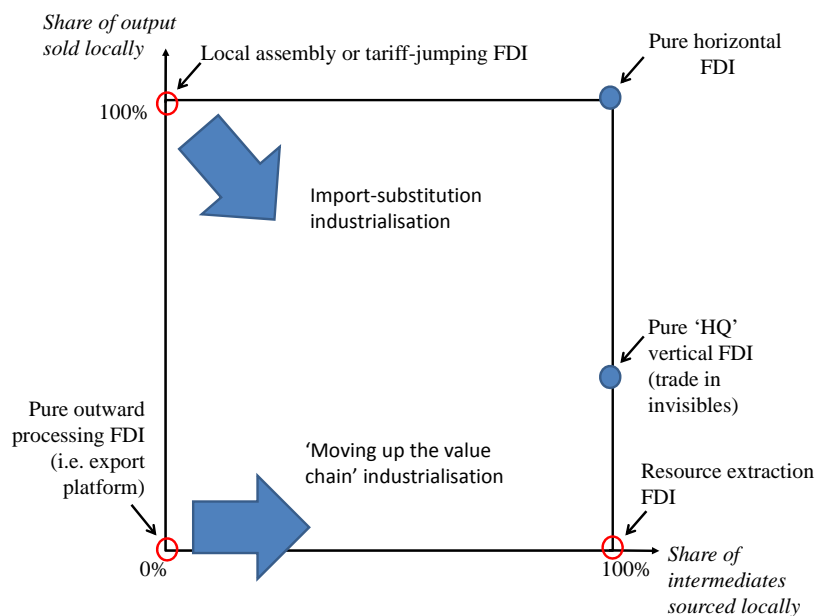 Share of output
sold locally
Local assembly or tariff-jumping FDI
Pure horizontal
FDI
100%
Import-substitution
industrialisation
Pure ‘HQ’
vertical FDI
(trade in
invisibles)
Pure outward
processing FDI
(i.e. export
platform)
‘Moving up the value
chain’ industrialisation
Resource extraction
FDI
0%
100%
Share of
intermediates
sourced locally